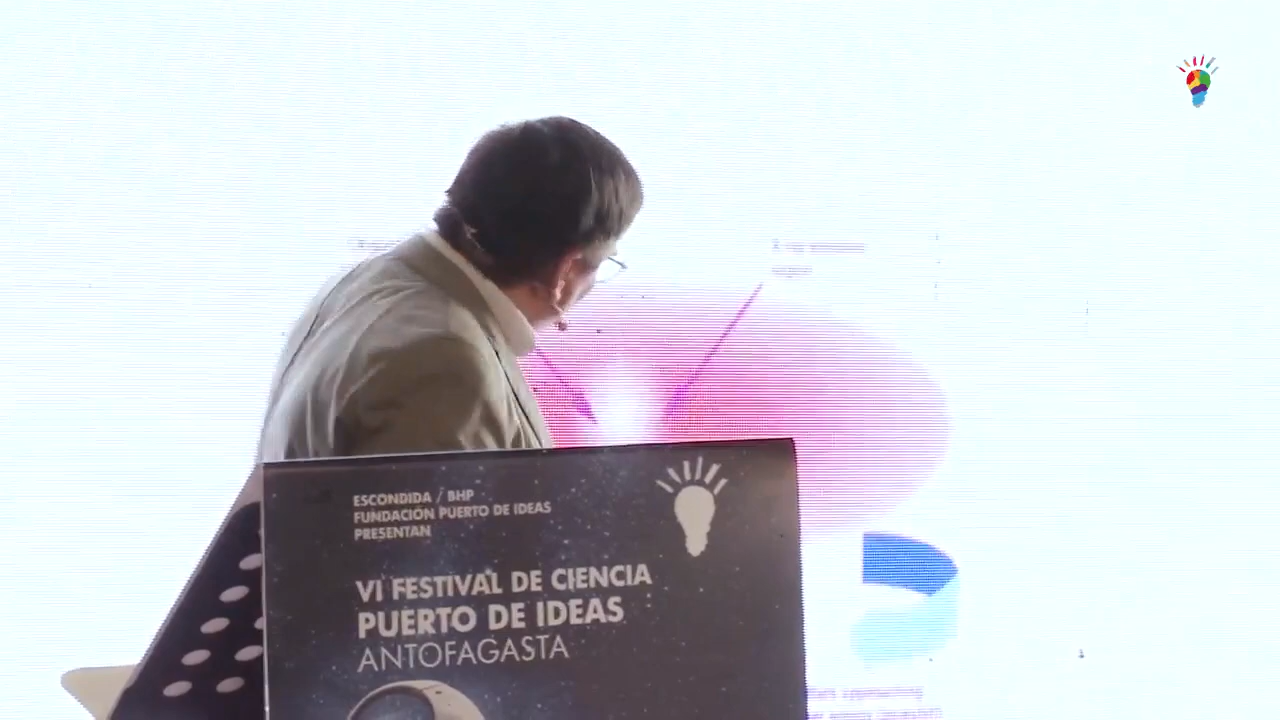 ESCONDIDA / BHP
FUNDACIÓN PUERTO DE IDEAS
PRESENTAN
VI FESTIVAL DE CIENCIA
PUERTO DE IDEAS
ANTOFAGASTA